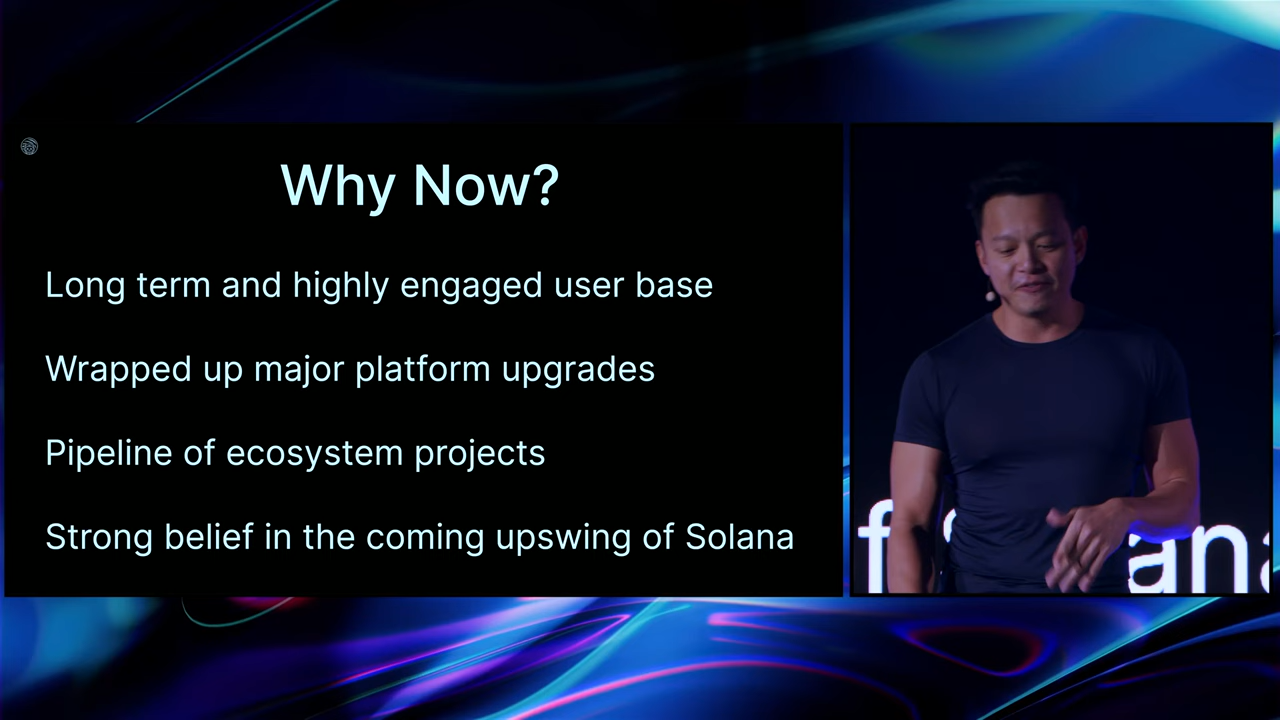 Why Now?
Long term and highly engaged user base
Wrapped up major platform upgrades
Pipeline of ecosystem projects
Strong belief in the coming upswing of Solana